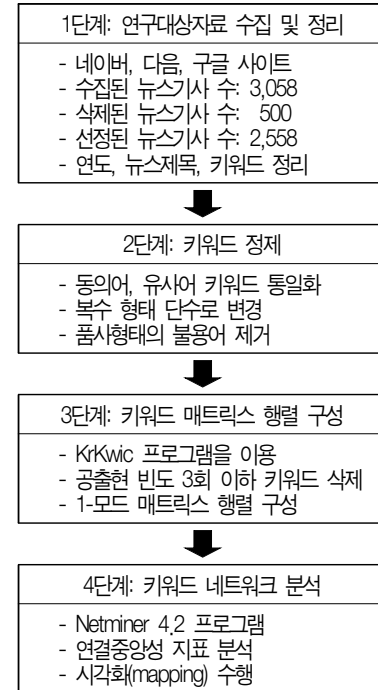 1단계: 연구대상자료 수집 및 정리
- 네이버, 다음, 구글 사이트
- 수집된 뉴스기사 수: 3,058
- 삭제된 뉴스기사 수: 500
- 선정된 뉴스기사 수: 2,558
- 연도, 뉴스제목, 키워드 정리
2단계: 키워드 정제
- 동의어, 유사어 키워드 통일화
- 복수 형태 단수로 변경
- 품사형태의 불용어 제거
3단계: 키워드 매트릭스 행렬 구성
- KrKwic 프로그램을 이용
- 공출현 빈도 3회 이하 키워드 삭제
- 1-모드 매트릭스 행렬 구성
4단계: 키워드 네트워크 분석
- Netminer 4.2 프로그램
- 연결중앙성 지표 분석
- 시각화(mapping) 수행